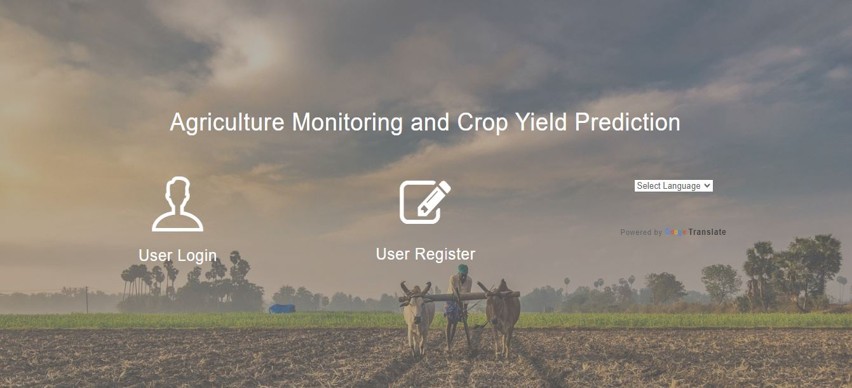 Agriculture Monitoring and Crop Yield Prediction
Select Language
Powered by Google Translate
User Login
User Register